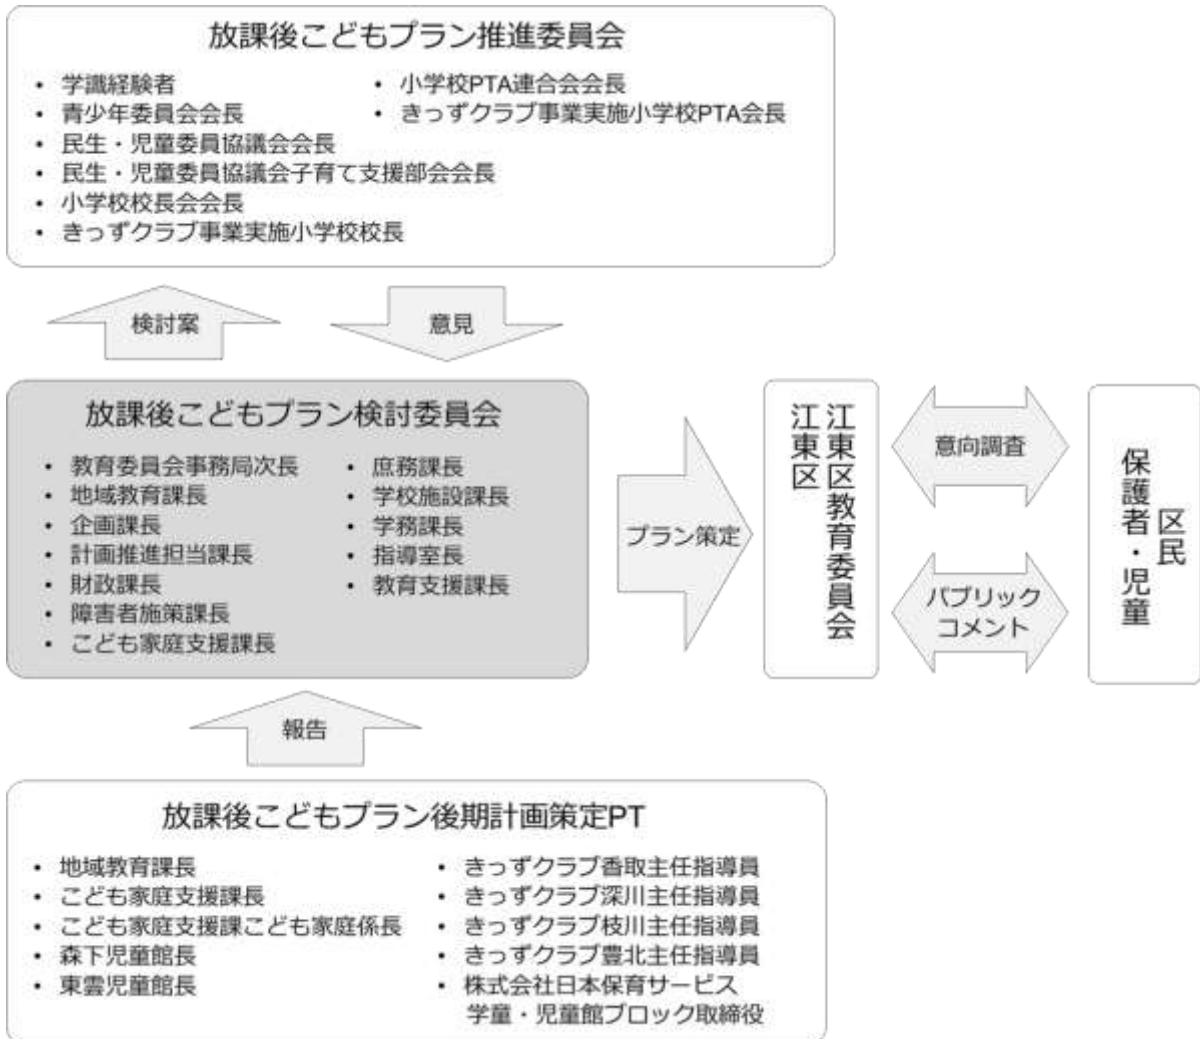 放課後こどもプラン推進委員会
• 学識経験者
• 青少年委員会会長
• 民生・児童委員協議会会長
• 民生・児童委員協議会子育て支援部会会長
• 小学校校長会会長
• きっずクラブ事業実施小学校校長
• 小学校PTA連合会会長
• きっずクラブ事業実施小学校PTA会長
検討案
意見
放課後こどもプラン検討委員会
• 教育委員会事務局次長
• 地域教育課長
• 企画課長
• 計画推進担当課長
• 財政課長
• 障害者施策課長
• こども家庭支援課長
• 庶務課長
• 学校施設課長
• 学務課長
• 指導室長
• 教育支援課長
プラン策定
江東区教育委員会
江東区
意向調査
パブリック
コメント
区民
保護者・児童
報告
放課後こどもプラン後期計画策定PT
• 地域教育課長
• こども家庭支援課長
• こども家庭支援課こども家庭係長
• 森下児童館長
• 東雲児童館長
• きっずクラブ香取主任指導員
• きっずクラブ深川主任指導員
• きっずクラブ枝川主任指導員
• きっずクラブ豊北主任指導員
• 株式会社日本保育サービス
学童・児童館ブロック取締役